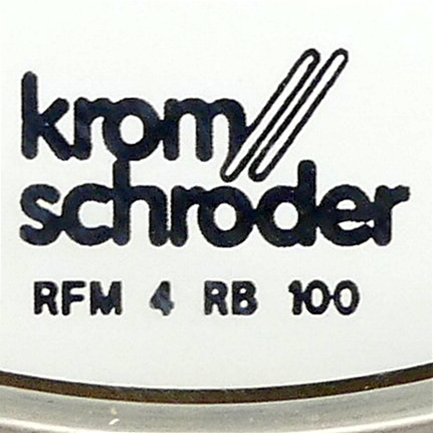 krom//
schroder
RFM 4 RB 100